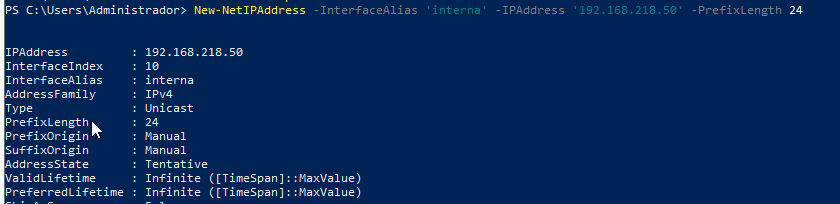 PS C:\Users\Administrador> New-NetIPAddress -InterfaceAlias 'interna' -IPAddress '192.168.218.50' -PrefixLength 24
IPAddress : 192.168.218.50
InterfaceIndex : 10
InterfaceAlias : interna
AddressFamily : IPv4
Type : Unicast
PrefixLength : 24
PrefixOrigin : Manual
SuffixOrigin : Manual
AddressState : Tentative
ValidLifetime : Infinite ([TimeSpan]::MaxValue)
PreferredLifetime : Infinite ([TimeSpan]::MaxValue)